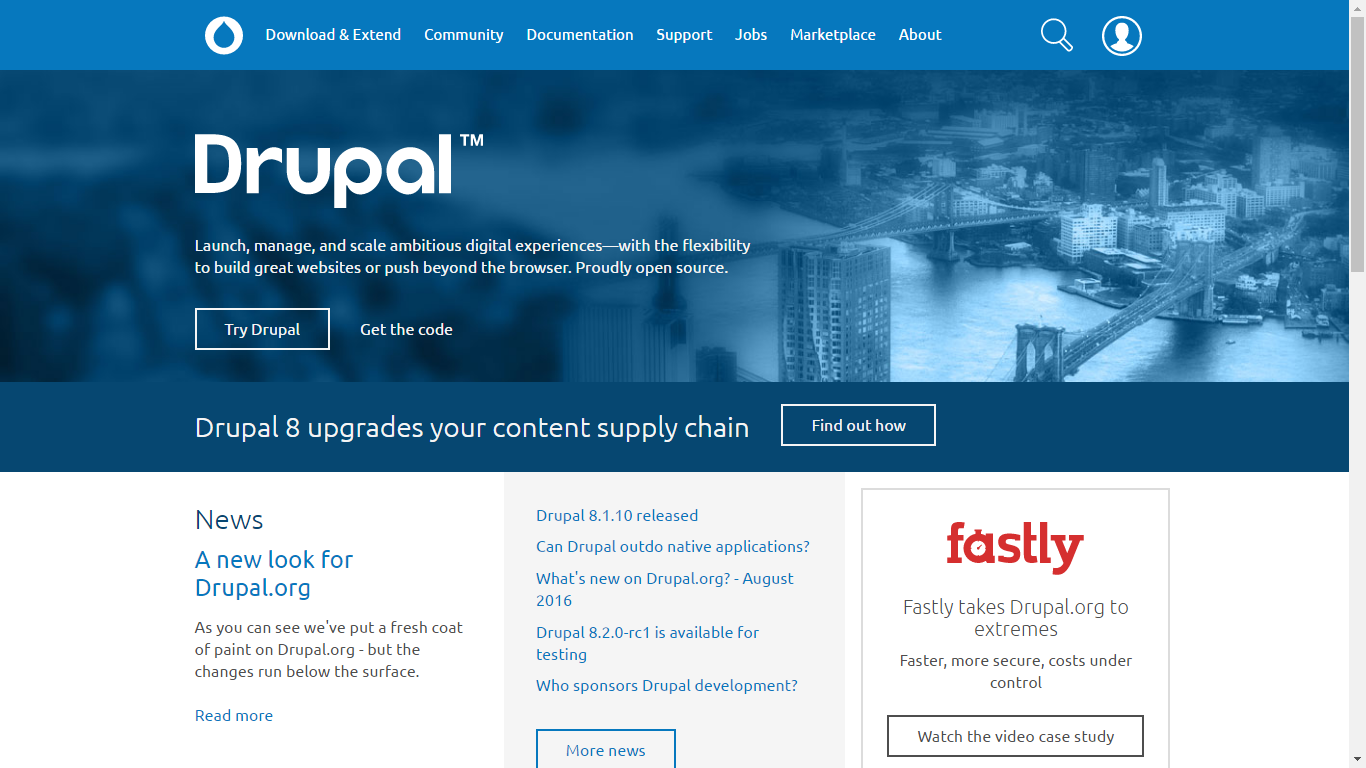 Download & Extend Community Documentation Support Jobs Marketplace About
Drupal™
Launch, manage, and scale ambitious digital experiences—with the flexibility
to build great websites or push beyond the browser. Proudly open source.
Try Drupal Get the code
Drupal 8 upgrades your content supply chain Find out how
News
A new look for
Drupal.org
As you can see we've put a fresh coat
of paint on Drupal.org - but the
changes run below the surface.
Read more
Drupal 8.1.10 released
Can Drupal outdo native applications?
What's new on Drupal.org? - August
2016
Drupal 8.2.0-rc1 is available for
testing
Who sponsors Drupal development?
More news
fastly
Fastly takes Drupal.org to
extremes
Faster, more secure, costs under
control
Watch the video case study